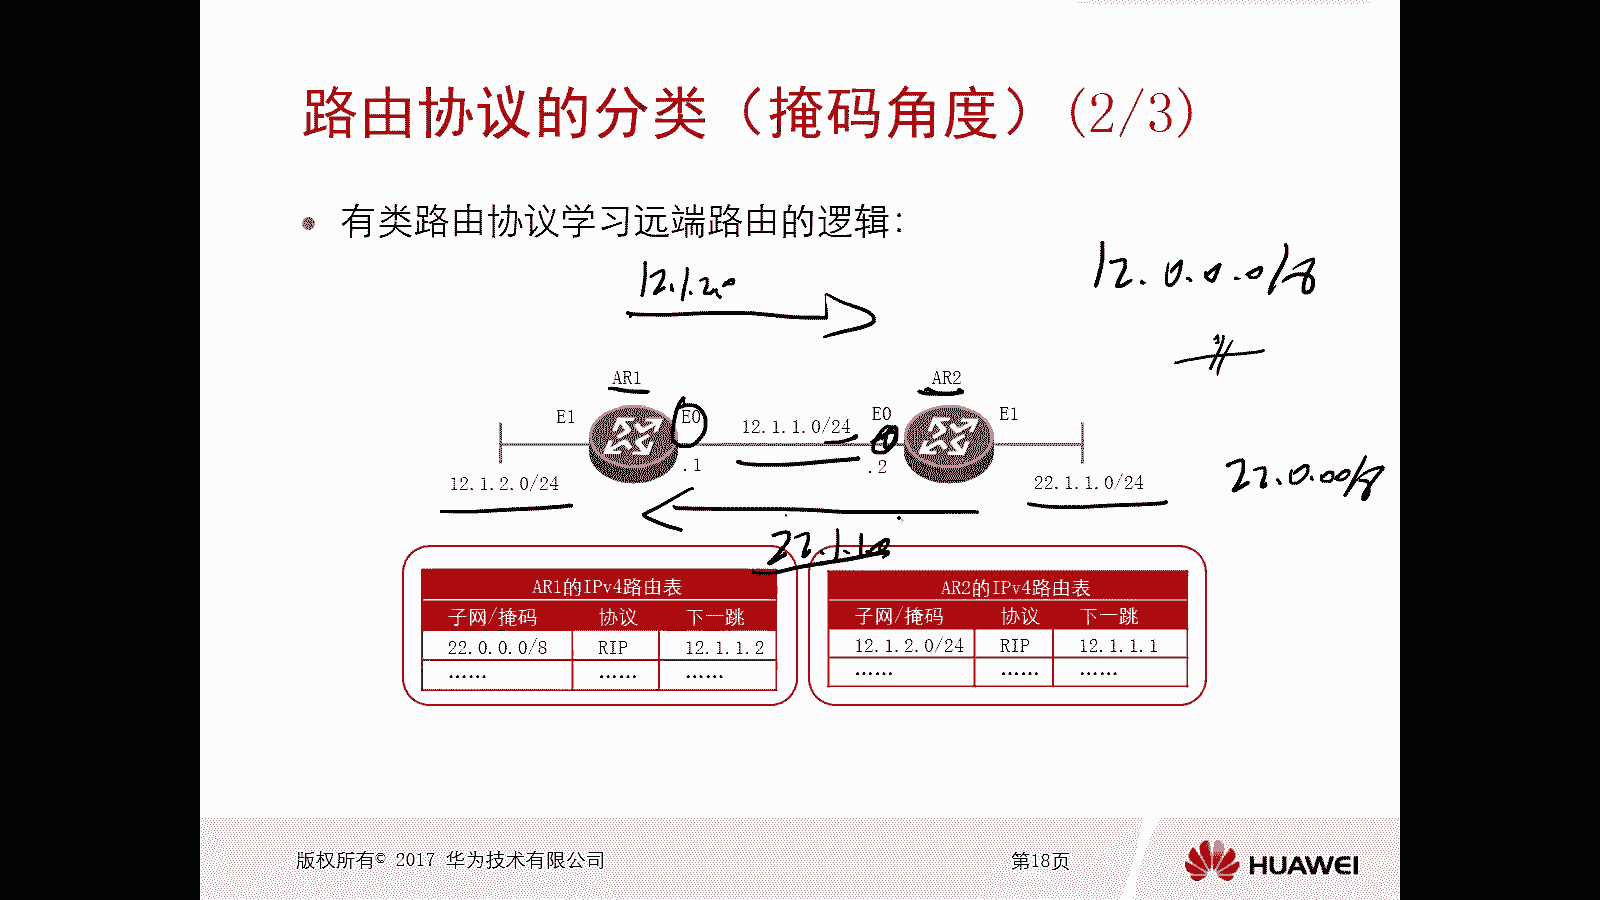 路由协议的分类（掩码角度）(2/3)
有类路由协议学习远端路由的逻辑：
12.1.2.0
12.0.0.0/8
AR1
AR2
E1
E0
12.1.1.0/24
E0
E1
.1
.2
12.1.2.0/24
22.1.1.0/24
22.0.0.0/8
22.1.1.0
AR1的IPv4路由表
子网/掩码 协议 下一跳
22.0.0.0/8 RIP 12.1.1.2
…… …… ……
AR2的IPv4路由表
子网/掩码 协议 下一跳
12.1.2.0/24 RIP 12.1.1.1
…… …… ……
版权所有© 2017 华为技术有限公司
第18页
HUAWEI